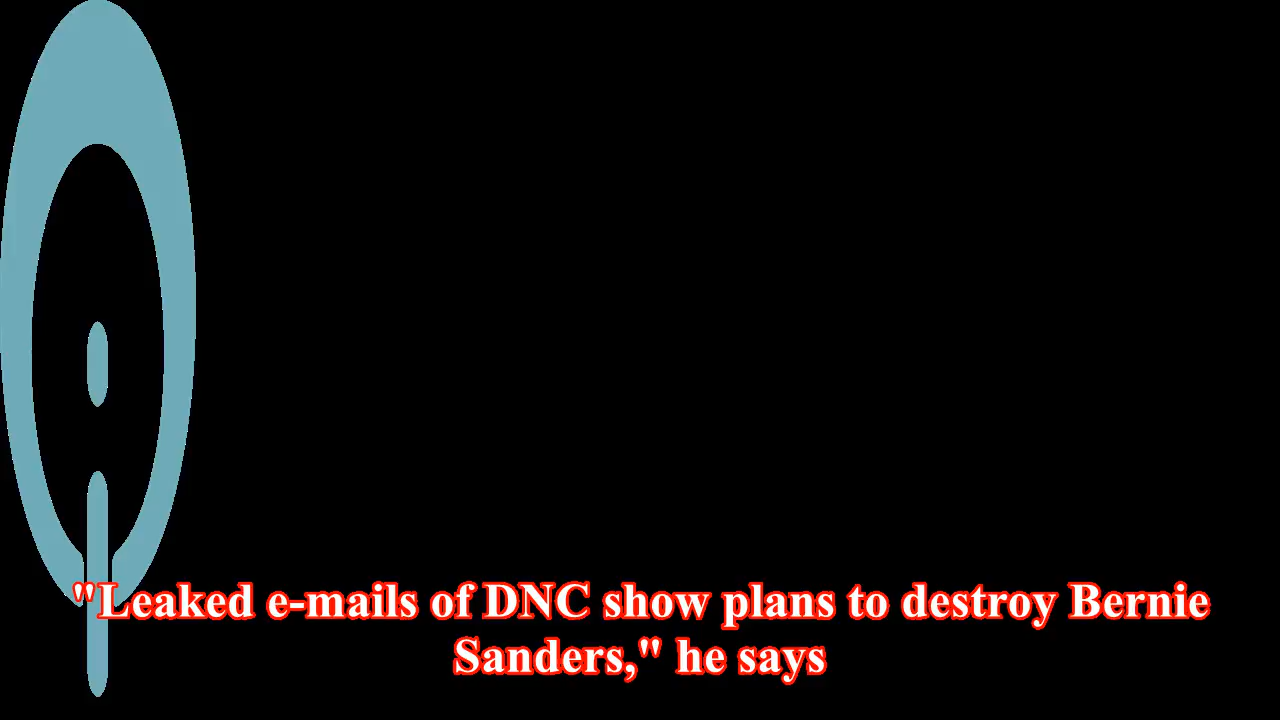 "Leaked e-mails of DNC show plans to destroy Bernie
Sanders," he says